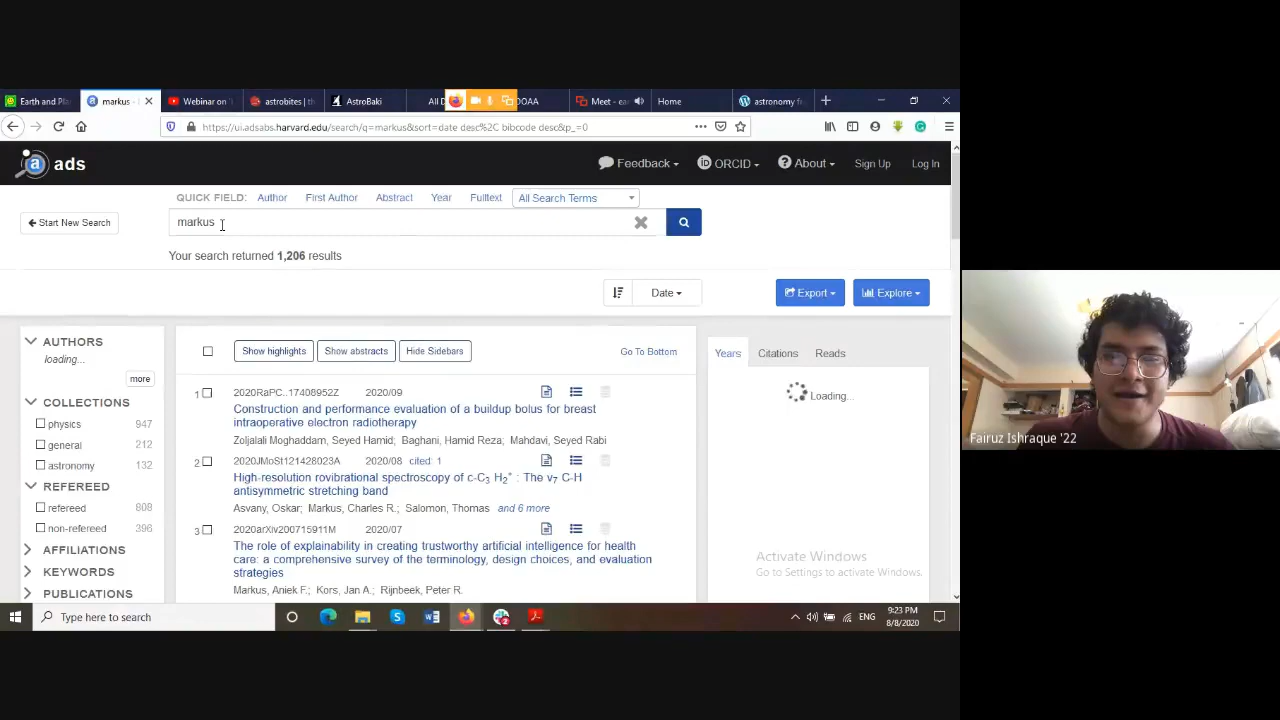 Earth and Pla
markus -
Webinar on '
astrobites | th
AstroBaki
All D
OOAA
Meet - ea
Home
astronomy fr
https://ui.adsabs.harvard.edu/search/q=markus&sort=date desc%2C bibcode desc&p_=0
a ads
Feedback
ORCID
About
Sign Up
Log In
QUICK FIELD: Author First Author Abstract Year Fulltext All Search Terms
Start New Search
markus
Your search returned 1,206 results
Date
Export
Explore
AUTHORS
loading...
more
COLLECTIONS
physics 947
general 212
astronomy 132
REFEREED
refereed 808
non-refereed 396
AFFILIATIONS
KEYWORDS
PUBLICATIONS
Show highlights Show abstracts Hide Sidebars Go To Bottom
1 2020RaPC..17408952Z 2020/09
Construction and performance evaluation of a buildup bolus for breast
intraoperative electron radiotherapy
Zoljalali Moghaddam, Seyed Hamid; Baghani, Hamid Reza; Mahdavi, Seyed Rabi
2 2020JMoSt121428023A 2020/08 cited: 1
High-resolution rovibrational spectroscopy of c-C3 H2+ : The ν7 C-H
antisymmetric stretching band
Asvany, Oskar; Markus, Charles R.; Salomon, Thomas and 6 more
3 2020arXiv200715911M 2020/07
The role of explainability in creating trustworthy artificial intelligence for health
care: a comprehensive survey of the terminology, design choices, and evaluation
strategies
Markus, Aniek F.; Kors, Jan A.; Rijnbeek, Peter R.
Years Citations Reads
Loading...
Activate Windows
Go to Settings to activate Windows.
Type here to search
ENG
9:23 PM
8/8/2020
Fairuz Ishraque '22